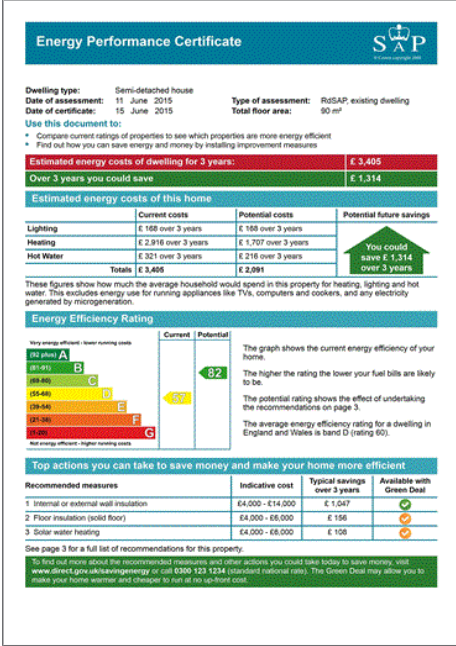 Energy Performance Certificate
SAP
© Crown copyright 2009
Dwelling type: Semi-detached house
Date of assessment: 11 June 2015 Type of assessment: RdSAP, existing dwelling
Date of certificate: 15 June 2015 Total floor area: 90 m²
Use this document to:
• Compare current ratings of properties to see which properties are more energy efficient
• Find out how you can save energy and money by installing improvement measures
Estimated energy costs of dwelling for 3 years: £ 3,405
Over 3 years you could save £ 1,314
Estimated energy costs of this home
Current costs Potential costs Potential future savings
Lighting £ 168 over 3 years £ 168 over 3 years
Heating £ 2,916 over 3 years £ 1,707 over 3 years
Hot Water £ 321 over 3 years £ 216 over 3 years
Totals £ 3,405 £ 2,091
You could
save £ 1,314
over 3 years
These figures show how much the average household would spend in this property for heating, lighting and hot
water. This excludes energy use for running appliances like TVs, computers and cookers, and any electricity
generated by microgeneration.
Energy Efficiency Rating
Current Potential
Very energy efficient - lower running costs
(92 plus) A
(81-91) B
(69-80) C
(55-68) D
(39-54) E
(21-38) F
(1-20) G
Not energy efficient - higher running costs
82
The graph shows the current energy efficiency of your
home.
The higher the rating the lower your fuel bills are likely
to be.
The potential rating shows the effect of undertaking
the recommendations on page 3.
The average energy efficiency rating for a dwelling in
England and Wales is band D (rating 60).
Top actions you can take to save money and make your home more efficient
Recommended measures Indicative cost Typical savings over 3 years Available with Green Deal
1 Internal or external wall insulation £4,000 - £14,000 £ 1,047
2 Floor insulation (solid floor) £4,000 - £6,000 £ 156
3 Solar water heating £4,000 - £6,000 £ 108
See page 3 for a full list of recommendations for this property.
To find out more about the recommended measures and other actions you could take today to save money, visit
www.direct.gov.uk/savingenergy or call 0300 123 1234 (standard national rate). The Green Deal may allow you to
make your home warmer and cheaper to run at no up-front cost.